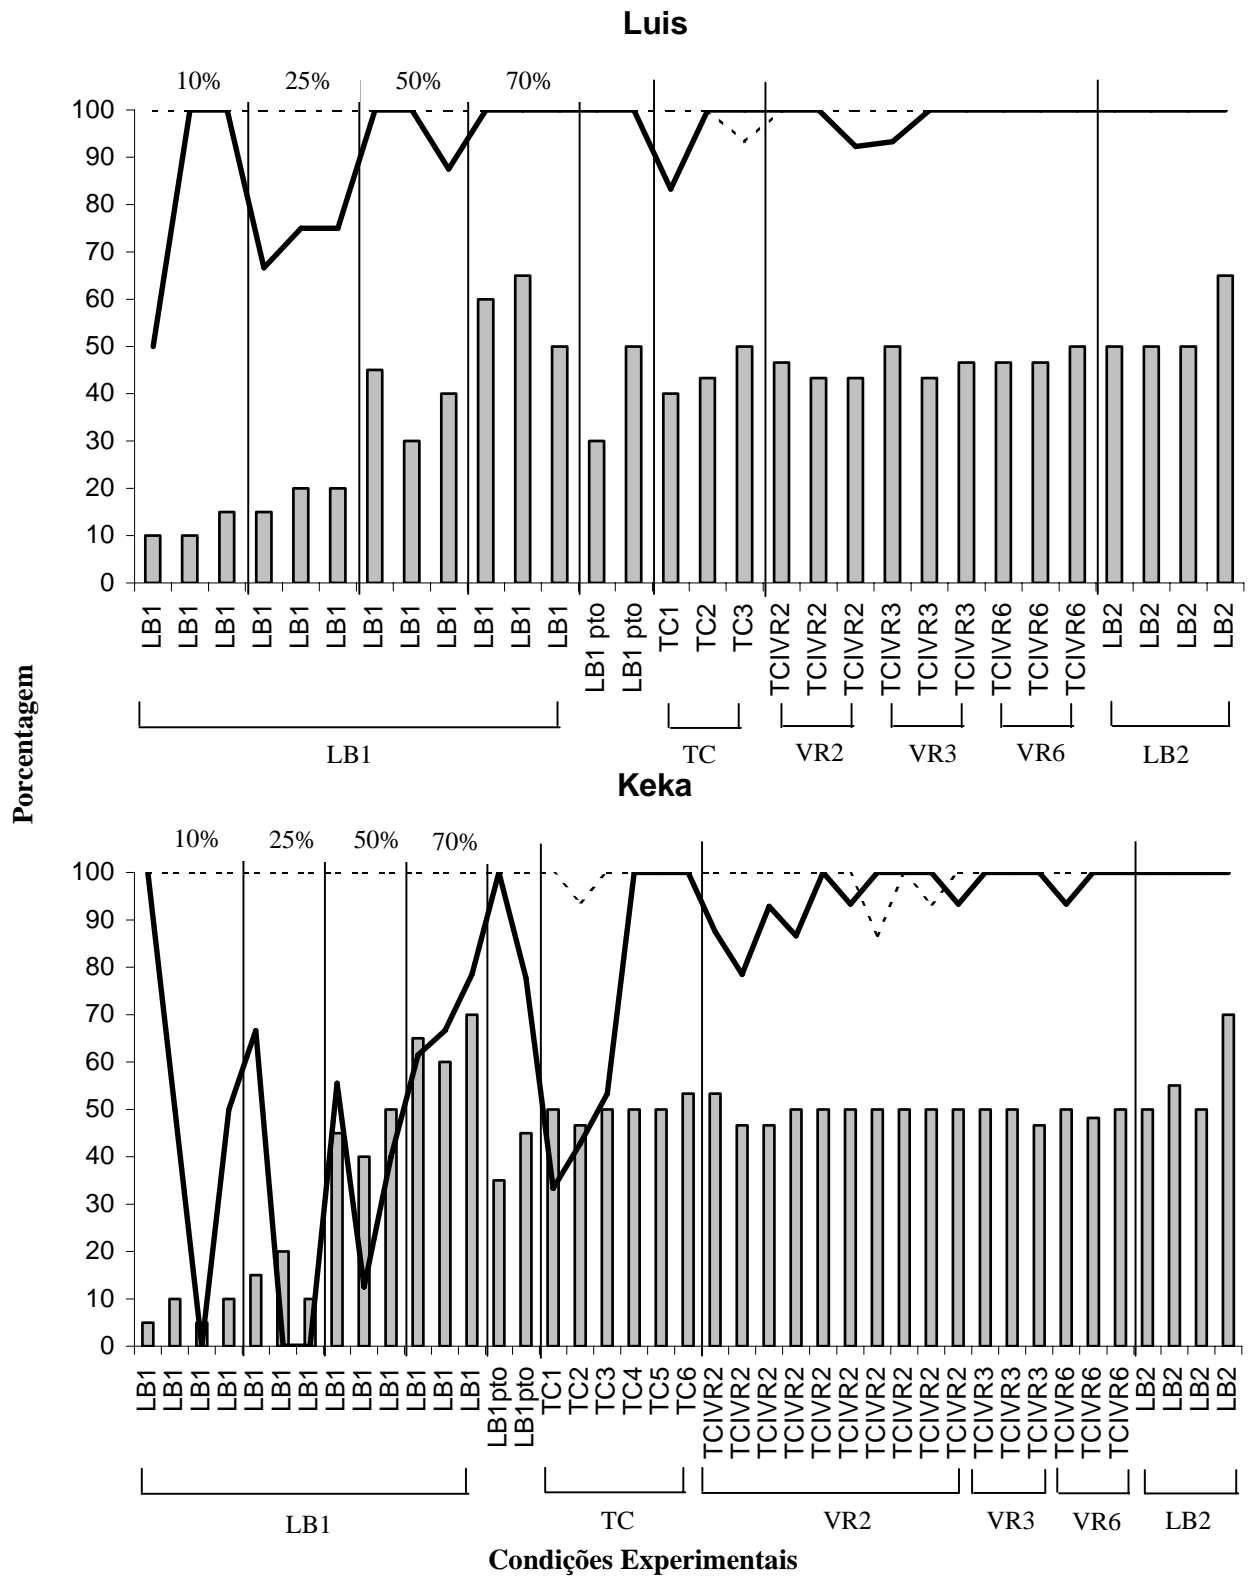 Luis
10% 25% 50% 70%
100
90
80
70
60
50
40
30
20
10
0
LB1 LB1 LB1 LB1 LB1 LB1 LB1 LB1 LB1 LB1 LB1 LB1 LB1 pto LB1 pto TC1 TC2 TC3 TCIVR2 TCIVR2 TCIVR2 TCIVR3 TCIVR3 TCIVR3 TCIVR6 TCIVR6 TCIVR6 LB2 LB2 LB2 LB2
LB1 TC VR2 VR3 VR6 LB2
Porcentagem
Keka
10% 25% 50% 70%
100
90
80
70
60
50
40
30
20
10
0
LB1 LB1 LB1 LB1 LB1 LB1 LB1 LB1 LB1 LB1 LB1 LB1 LB1 LB1pto LB1pto TC1 TC2 TC3 TC4 TC5 TC6 TCIVR2 TCIVR2 TCIVR2 TCIVR2 TCIVR2 TCIVR2 TCIVR2 TCIVR2 TCIVR2 TCIVR2 TCIVR3 TCIVR3 TCIVR3 TCIVR6 TCIVR6 TCIVR6 LB2 LB2 LB2 LB2
LB1 TC VR2 VR3 VR6 LB2
Condições Experimentais